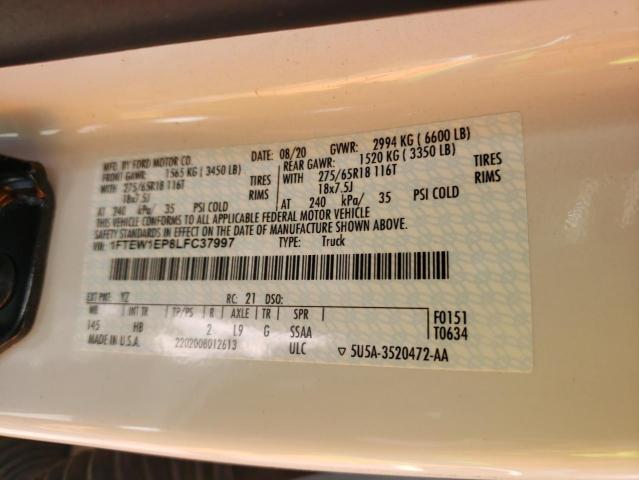 MFD. BY FORD MOTOR CO. DATE: 08/20 GVWR: 2994 KG (6600 LB)
FRONT GAWR: 1565 KG (3450 LB) REAR GAWR: 1520 KG (3350 LB)
WITH 275/65R18 116T TIRES WITH 275/65R18 116T TIRES
18x7.5J RIMS 18x7.5J RIMS
AT 240 kPa/ 35 PSI COLD AT 240 kPa/ 35 PSI COLD
THIS VEHICLE CONFORMS TO ALL APPLICABLE FEDERAL MOTOR VEHICLE
SAFETY STANDARDS IN EFFECT ON THE DATE OF MANUFACTURE SHOWN ABOVE.
VIN: 1FTEW1EP8LFC37997 TYPE: Truck
EXT PNT: YZ RC: 21 DSO:
WB INT TR TP/PS R AXLE TR SPR F0151
145 HB 2 L9 G SSAA T0634
MADE IN U.S.A. 2202008012613 ULC ▽ 5U5A-3520472-AA